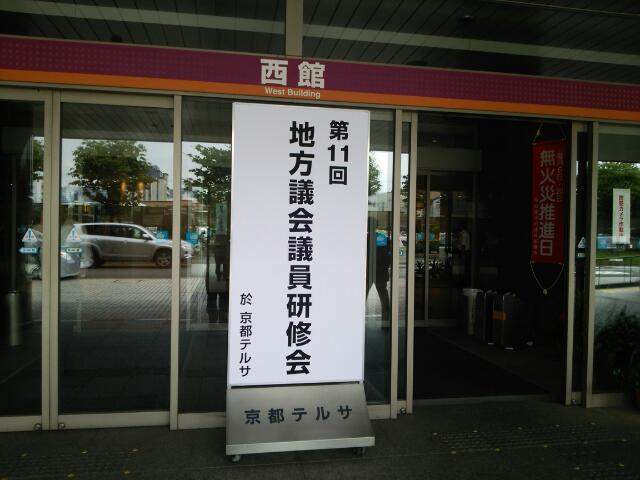 西館
West Building
第11回
地方議会議員研修会
於 京都テルサ
京都テルサ
無火災推進日